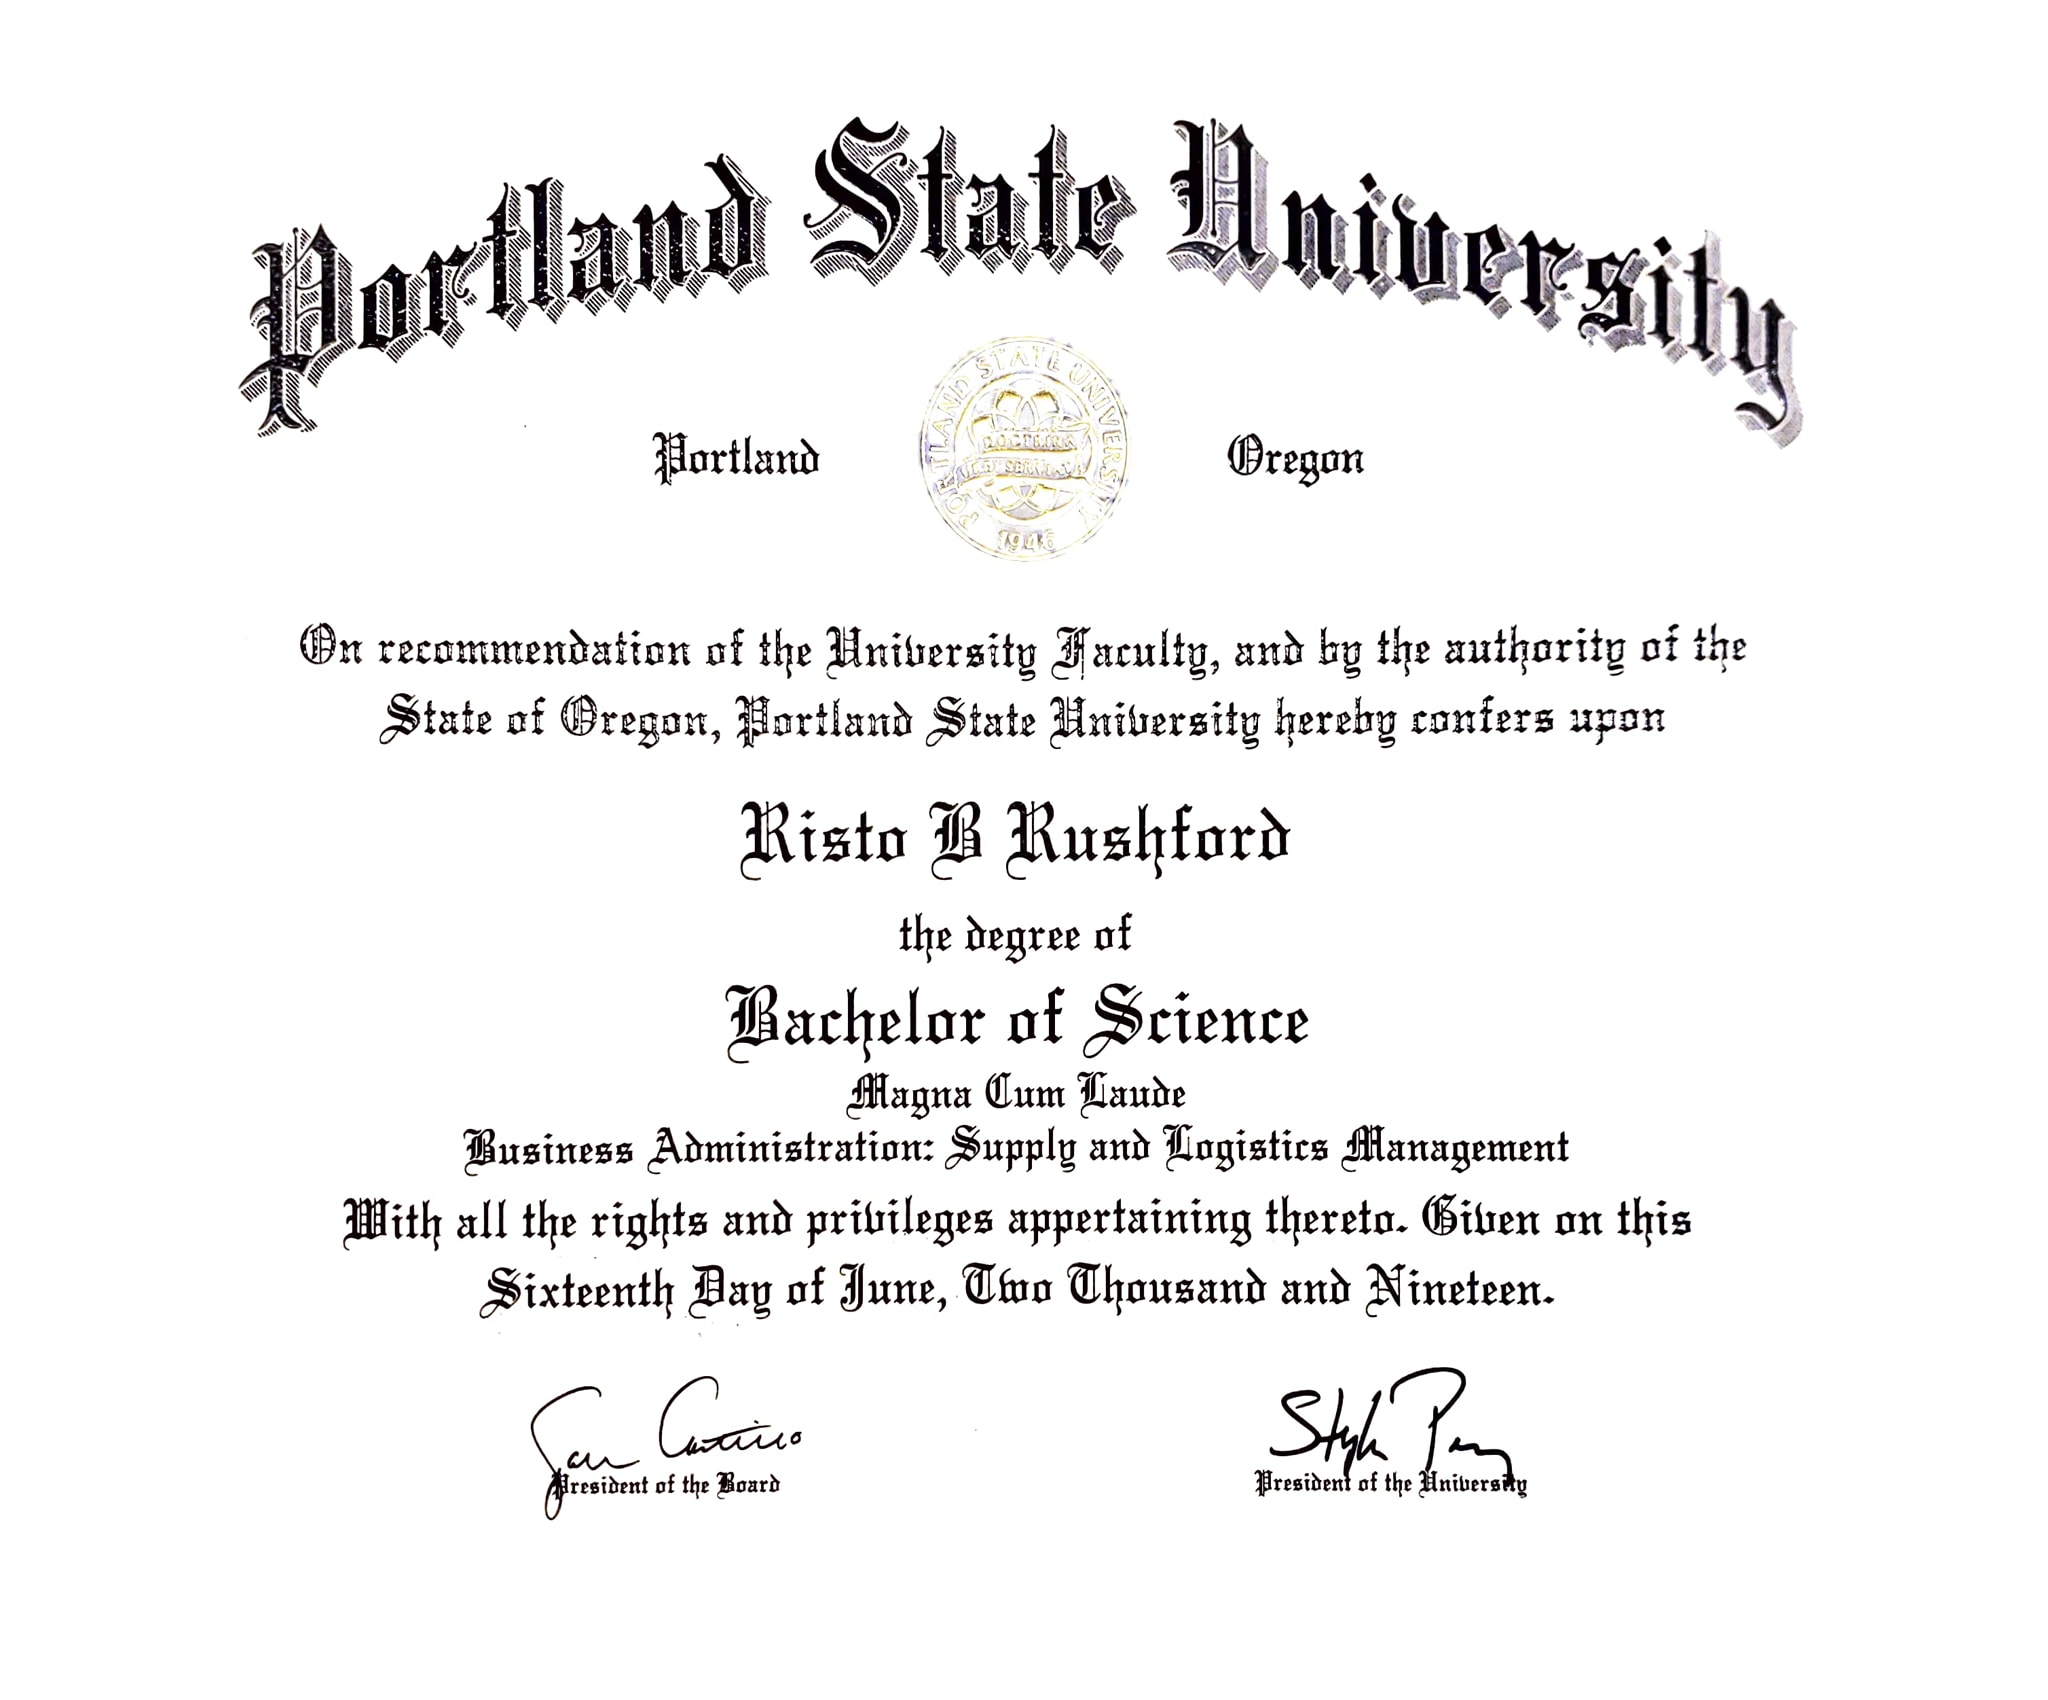 Portland State University
Portland
Oregon
PORTLAND STATE UNIVERSITY
DOCTRINA
URBI SERVIAT
1946
On recommendation of the University Faculty, and by the authority of the
State of Oregon, Portland State University hereby confers upon
Risto B Rushford
the degree of
Bachelor of Science
Magna Cum Laude
Business Administration: Supply and Logistics Management
With all the rights and privileges appertaining thereto. Given on this
Sixteenth Day of June, Two Thousand and Nineteen.
President of the Board
President of the University